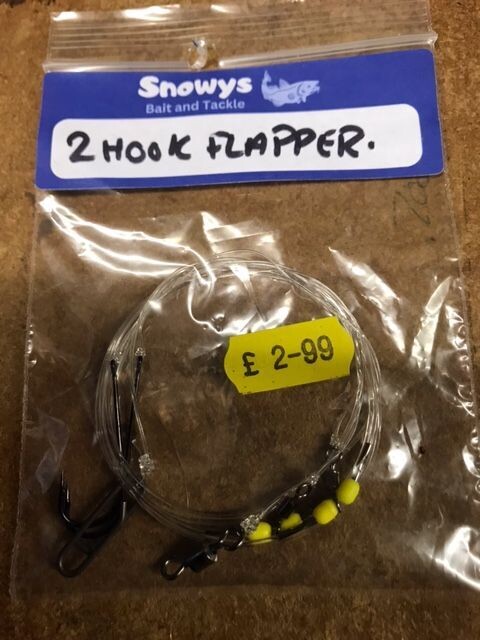 Snowys
Bait and Tackle
2 HOOK FLAPPER.
£ 2-99